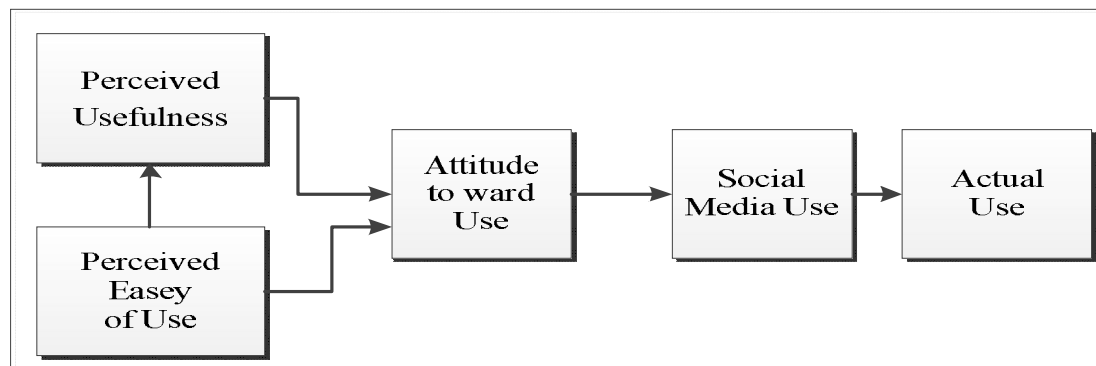 Perceived
Usefulness
Perceived
Easey
of Use
Attitude
to ward
Use
Social
Media Use
Actual
Use